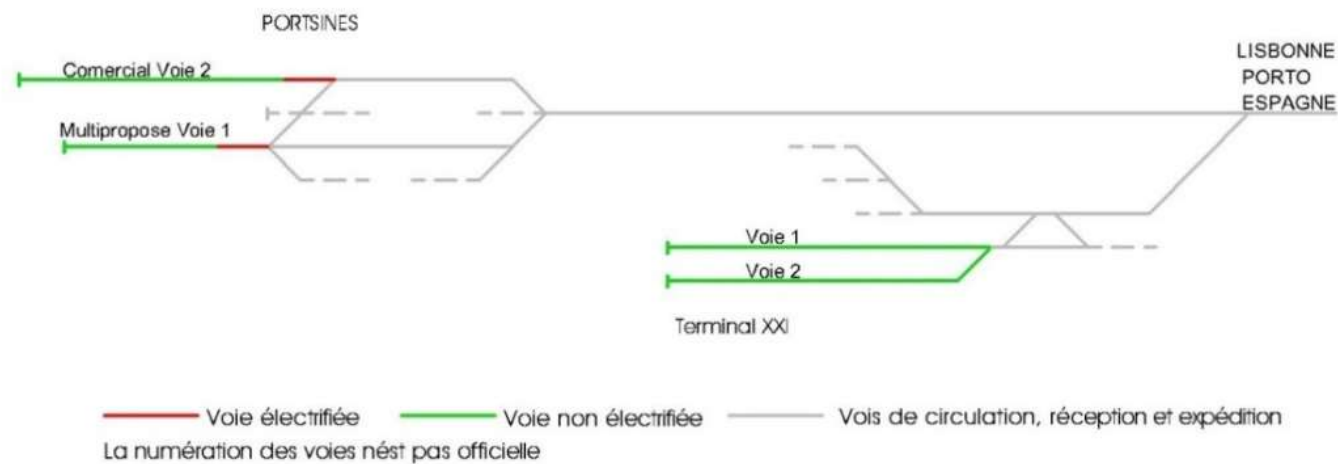 PORTSINES
Comercial Voie 2
LISBONNE
PORTO
ESPAGNE
Multipropose Voie 1
Voie 1
Voie 2
Terminal XXI
Voie électrifiée
Voie non électrifiée
Vois de circulation, réception et expédition
La numération des voies nést pas officielle